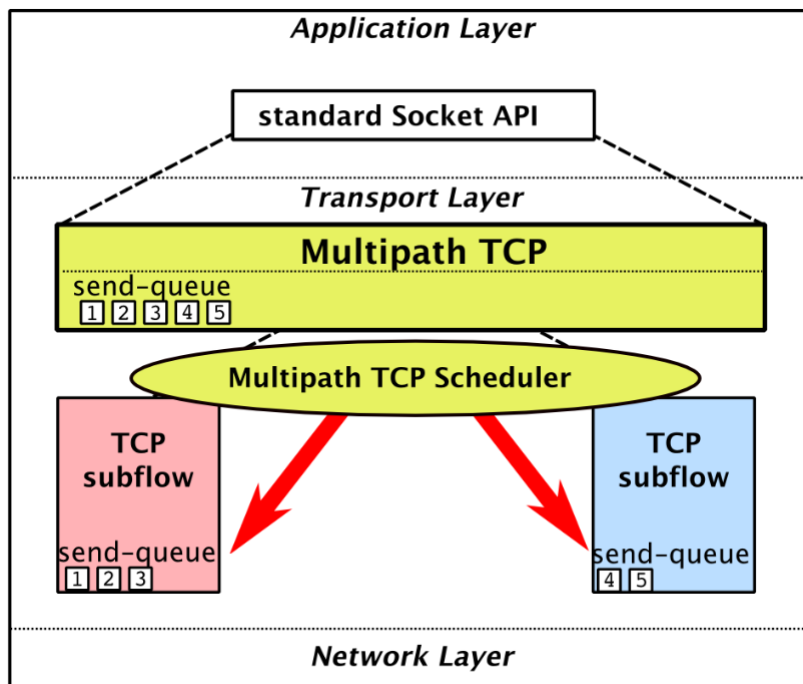 Application Layer
standard Socket API
Transport Layer
Multipath TCP
send-queue
1 2 3 4 5
Multipath TCP Scheduler
TCP
subflow
send-queue
1 2 3
TCP
subflow
send-queue
4 5
Network Layer